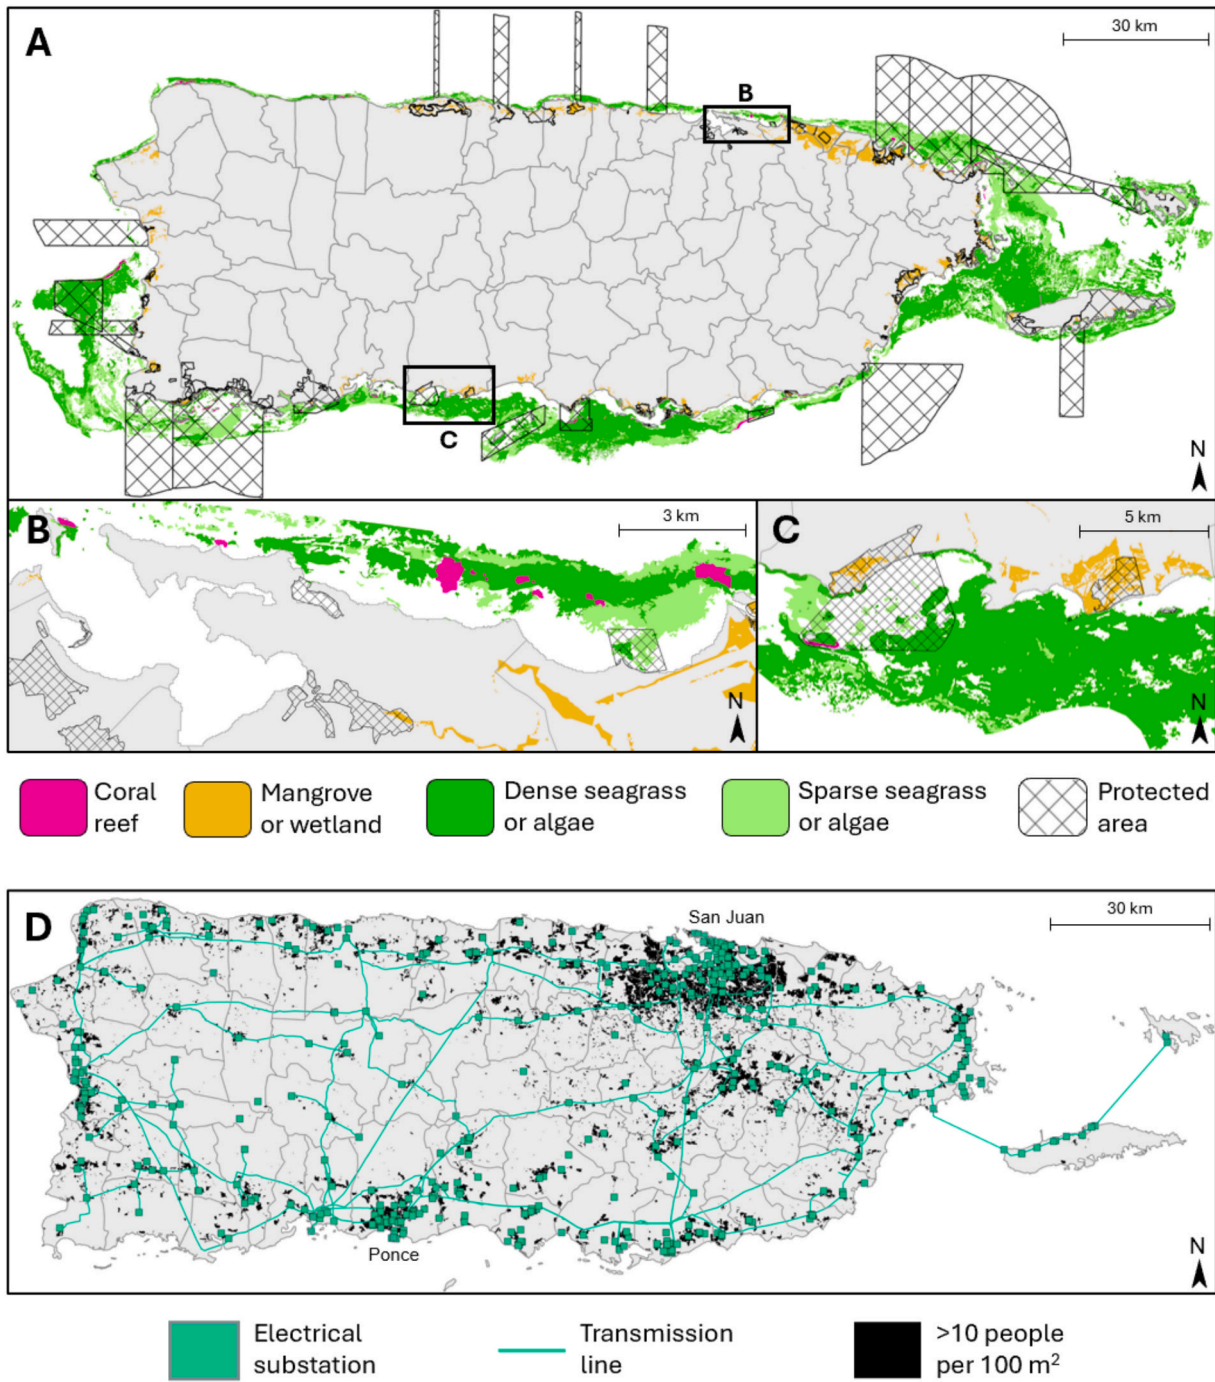 A
30 km
B
C
N
B
3 km
N
C
5 km
N
Coral
reef
Mangrove
or wetland
Dense seagrass
or algae
Sparse seagrass
or algae
Protected
area
D
San Juan
30 km
Ponce
N
Electrical
substation
Transmission
line
>10 people
per 100 m²